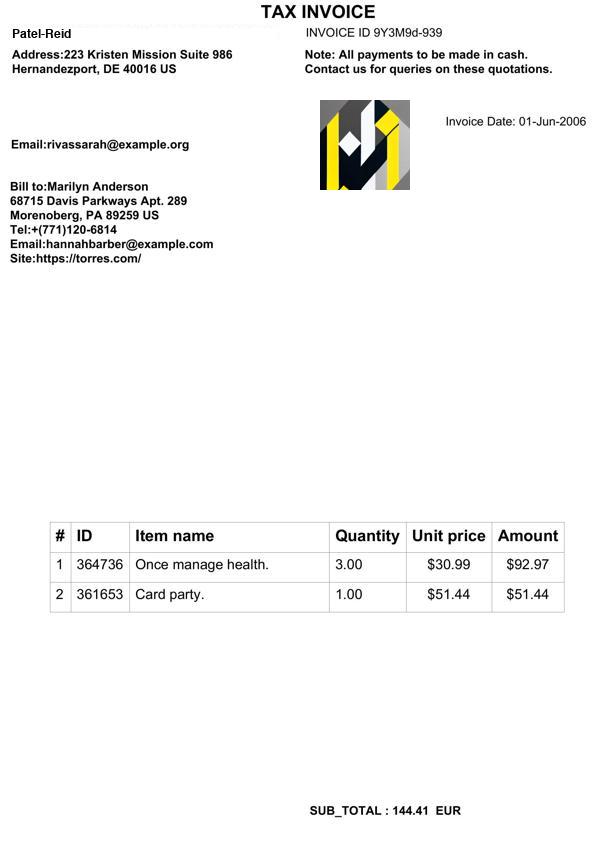 TAX INVOICE
Patel-Reid
INVOICE ID 9Y3M9d-939
Address:223 Kristen Mission Suite 986
Hernandezport, DE 40016 US
Note: All payments to be made in cash.
Contact us for queries on these quotations.
Invoice Date: 01-Jun-2006
Email:rivassarah@example.org
Bill to:Marilyn Anderson
68715 Davis Parkways Apt. 289
Morenoberg, PA 89259 US
Tel:+(771)120-6814
Email:hannahbarber@example.com
Site:https://torres.com/
# ID Item name Quantity Unit price Amount
1 364736 Once manage health. 3.00 $30.99 $92.97
2 361653 Card party. 1.00 $51.44 $51.44
SUB_TOTAL : 144.41 EUR